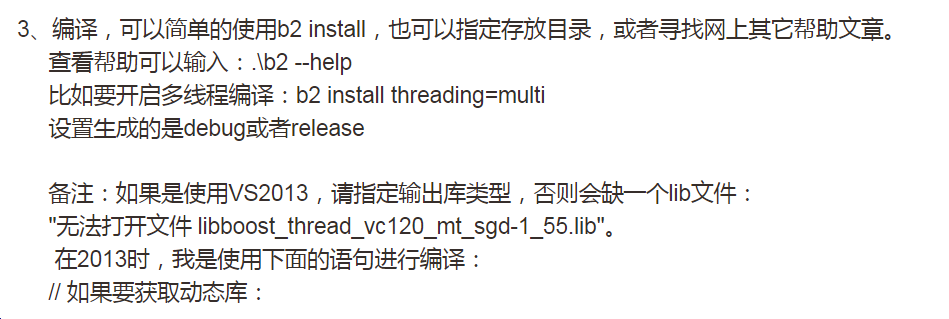 3、编译，可以简单的使用b2 install，也可以指定存放目录，或者寻找网上其它帮助文章。
查看帮助可以输入：.\b2 --help
比如要开启多线程编译：b2 install threading=multi
设置生成的是debug或者release
备注：如果是使用VS2013，请指定输出库类型，否则会缺一个lib文件：
"无法打开文件 libboost_thread_vc120_mt_sgd-1_55.lib"。
在2013时，我是使用下面的语句进行编译：
// 如果要获取动态库：